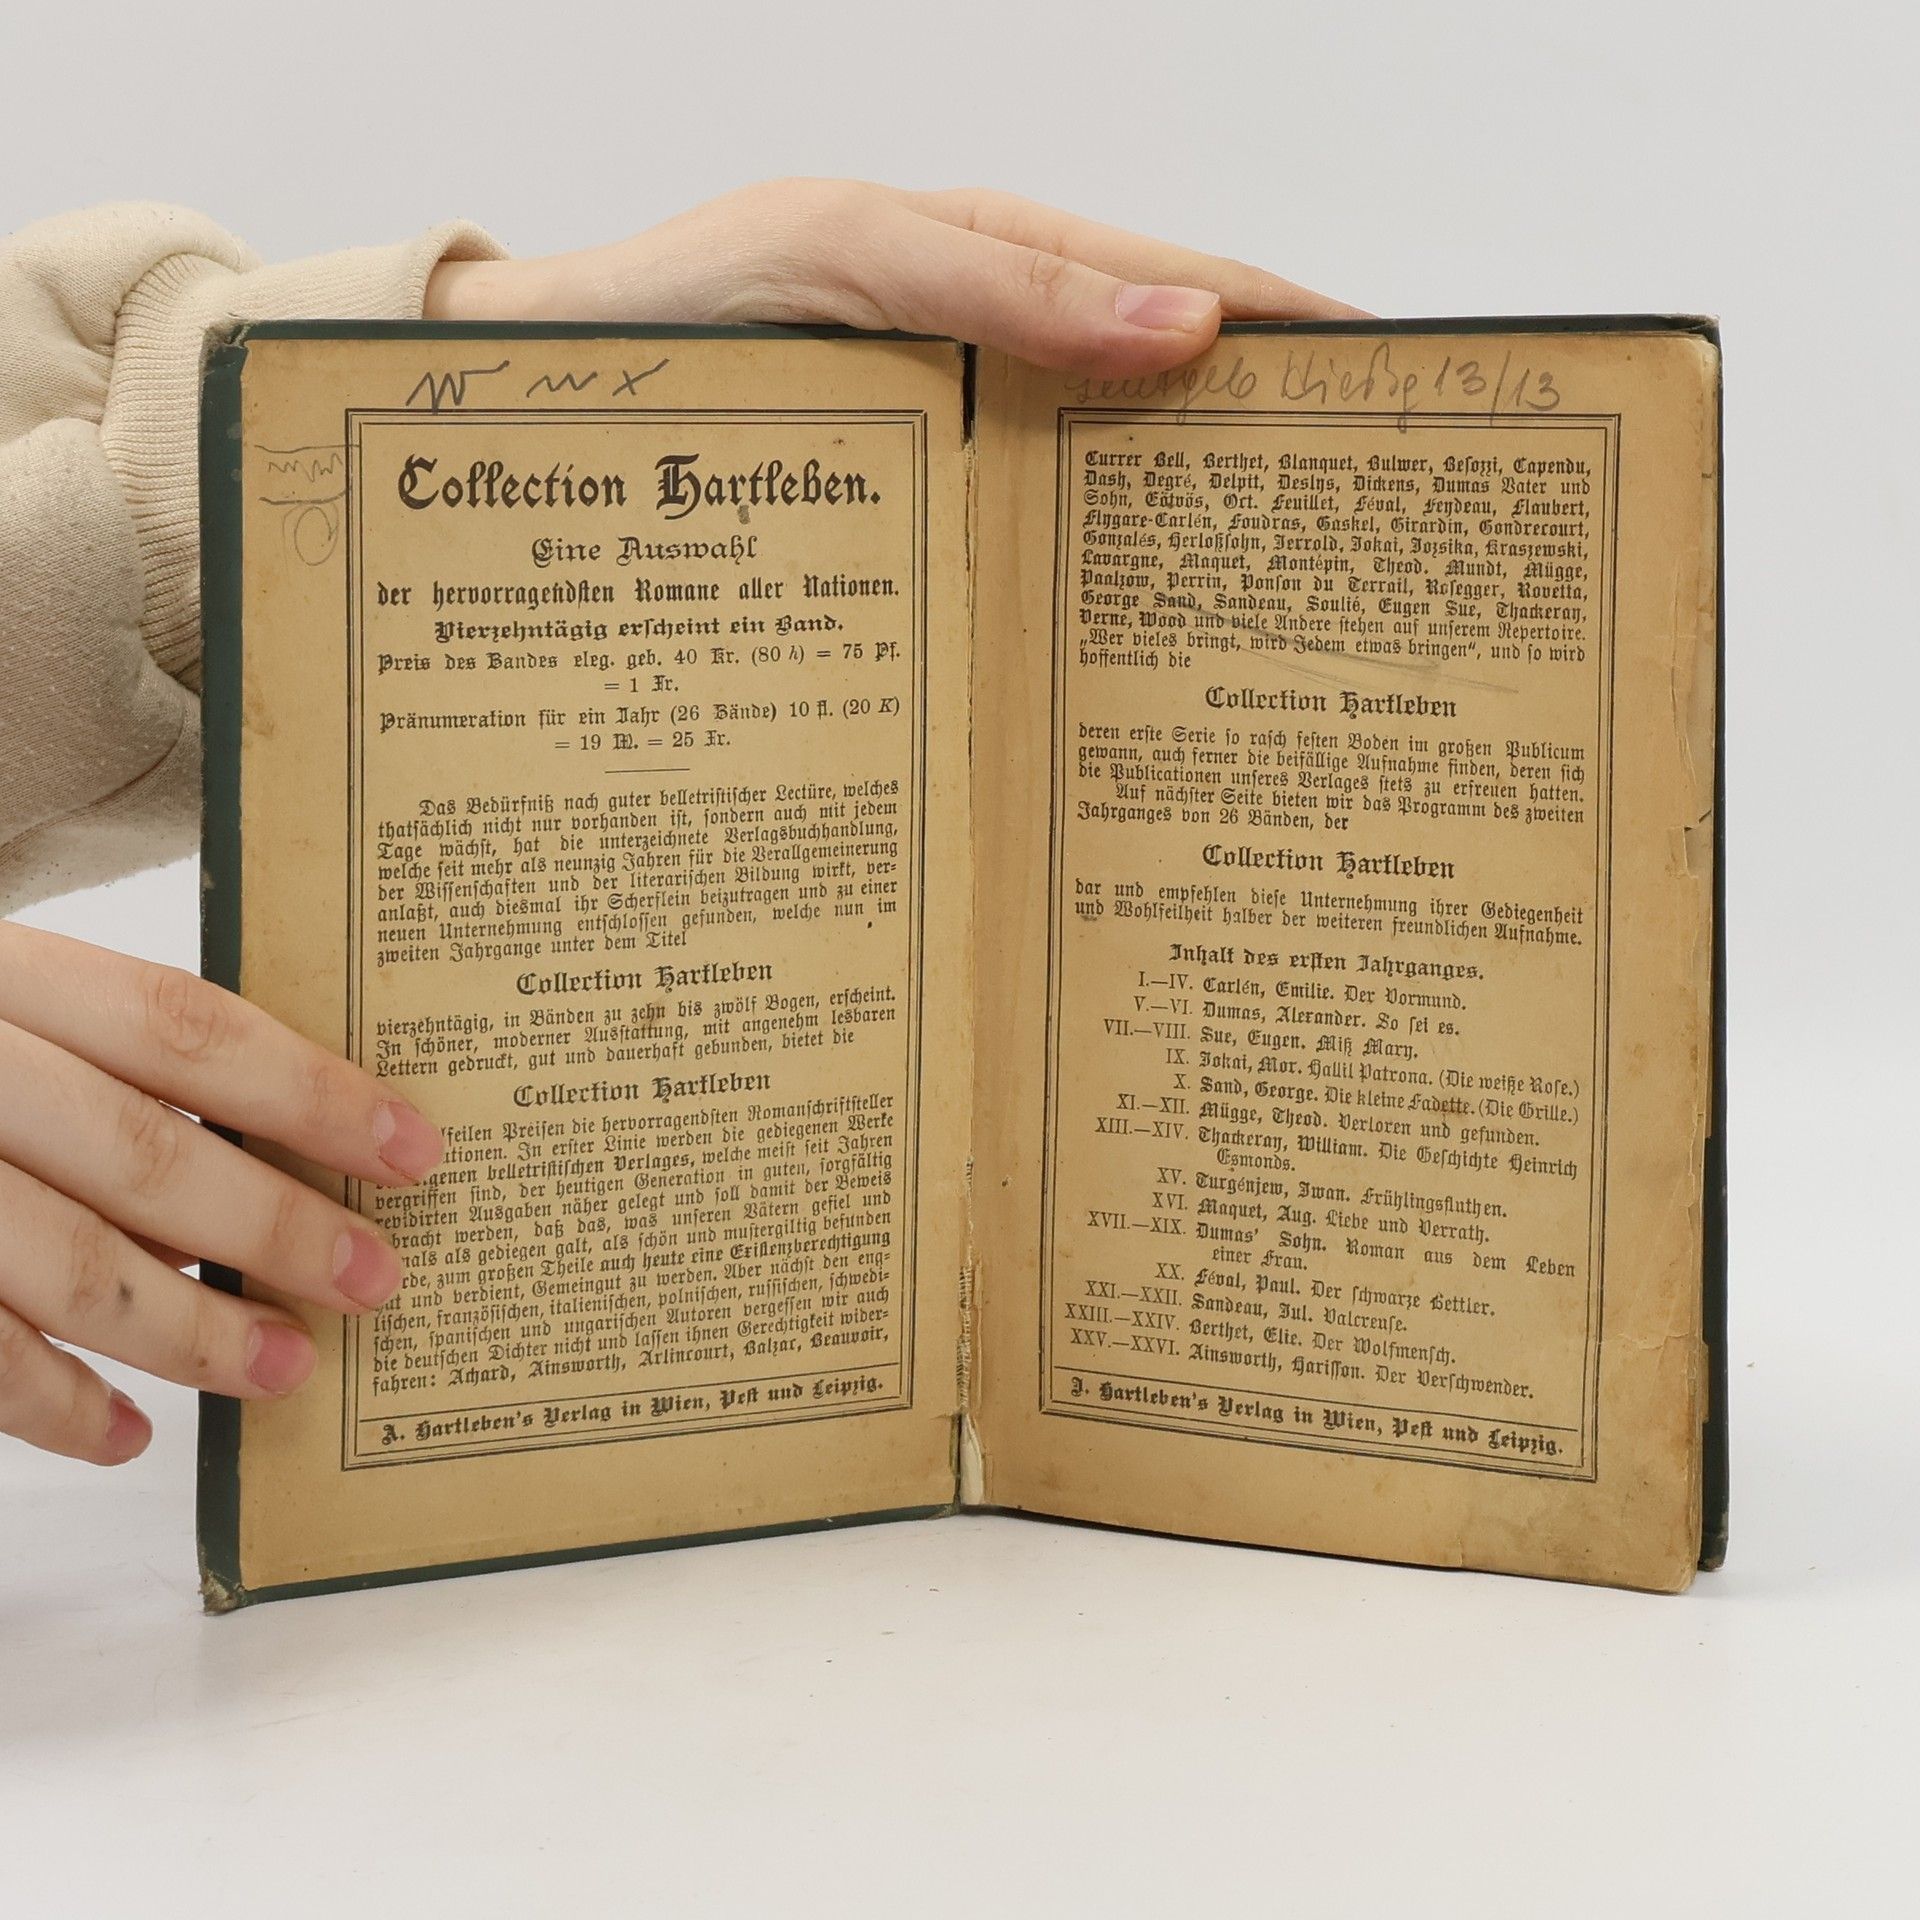 Collection Hartleben.
Eine Auswahl
der hervorragendsten Romane aller Nationen.
Vierzehntägig erscheint ein Band.
Preis des Bandes eleg. geb. 40 Kr. (80 h) = 75 Pf.
= 1 Fr.
Pränumeration für ein Jahr (26 Bände) 10 fl. (20 K)
= 19 M. = 25 Fr.
Das Bedürfniß nach guter belletristischer Lectüre, welches
thatsächlich nicht nur vorhanden ist, sondern auch mit jedem
Tage wächst, hat die unterzeichnete Verlagsbuchhandlung,
welche seit mehr als neunzig Jahren für die Verallgemeinerung
der Wissenschaften und der literarischen Bildung wirkt, ver-
anlaßt, auch diesmal ihr Scherflein beizutragen und zu einer
neuen Unternehmung entschlossen gefunden, welche nun im
zweiten Jahrgange unter dem Titel
Collection Hartleben
vierzehntägig, in Bänden zu zehn bis zwölf Bogen, erscheint.
In schöner, moderner Ausstattung, mit angenehm lesbaren
Lettern gedruckt, gut und dauerhaft gebunden, bietet die
Collection Hartleben
Preisen die hervorragendsten Romanschriftsteller
In erster Linie werden die gediegenen Werke
belletristischen Verlages, welche meist seit Jahren
vergriffen sind, der heutigen Generation in guten, sorgfältig
revidirten Ausgaben näher gelegt und soll damit der Beweis
werden, daß das, was unseren Vätern gefiel und
als gediegen galt, als schön und mustergiltig befunden
zum großen Theile auch heute eine Existenzberechtigung
hat und verdient, Gemeingut zu werden. Aber nächst den eng-
lischen, französischen, italienischen, polnischen, russischen, schwedi-
schen, spanischen und ungarischen Autoren vergessen wir auch
die deutschen Dichter nicht und lassen ihnen Gerechtigkeit wider-
fahren: Achard, Ainsworth, Arlincourt, Balzac, Beauvoir,
A. Hartleben's Verlag in Wien, Pest und Leipzig.
13/13
Currer Bell, Berthet, Blanquet, Bulwer, Besozzi, Capendu,
Dash, Degré, Delpit, Deslys, Dickens, Dumas Vater und
Sohn, Eötvös, Oct. Feuillet, Féval, Feydeau, Flaubert,
Flygare-Carlén, Foudras, Gaskel, Girardin, Gondrecourt,
Gonzalés, Herloßsohn, Jerrold, Jokai, Jozsika, Kraszewski,
Lavargne, Maquet, Montépin, Theod. Mundt, Mügge,
Paalzow, Perrin, Ponson du Terrail, Rosegger, Rovetta,
George Sand, Sandeau, Soulié, Eugen Sue, Thackeray,
Verne, Wood und viele Andere stehen auf unserem Repertoire.
„Wer vieles bringt, wird Jedem etwas bringen“, und so wird
hoffentlich die
Collection Hartleben
deren erste Serie so rasch festen Boden im großen Publicum
gewann, auch ferner die beifällige Aufnahme finden, deren sich
die Publicationen unseres Verlages stets zu erfreuen hatten.
Auf nächster Seite bieten wir das Programm des zweiten
Jahrganges von 26 Bänden, der
Collection Hartleben
dar und empfehlen diese Unternehmung ihrer Gediegenheit
und Wohlfeilheit halber der weiteren freundlichen Aufnahme.
Inhalt des ersten Jahrganges.
I.—IV. Carlén, Emilie. Der Vormund.
V.—VI. Dumas, Alexander. So sei es.
VII.—VIII. Sue, Eugen. Miß Mary.
IX. Jokai, Mor. Hallil Patrona. (Die weiße Rose.)
X. Sand, George. Die kleine Fadette. (Die Grille.)
XI.—XII. Mügge, Theod. Verloren und gefunden.
XIII.—XIV. Thackeray, William. Die Geschichte Heinrich
Esmonds.
XV. Turgénjew, Iwan. Frühlingsfluthen.
XVI. Maquet, Aug. Liebe und Verrath.
XVII.—XIX. Dumas' Sohn. Roman aus dem Leben
einer Frau.
XX. Féval, Paul. Der schwarze Bettler.
XXI.—XXII. Sandeau, Jul. Valcreuse.
XXIII.—XXIV. Berthet, Elie. Der Wolfmensch.
XXV.—XXVI. Ainsworth, Harisson. Der Verschwender.
A. Hartleben's Verlag in Wien, Pest und Leipzig.